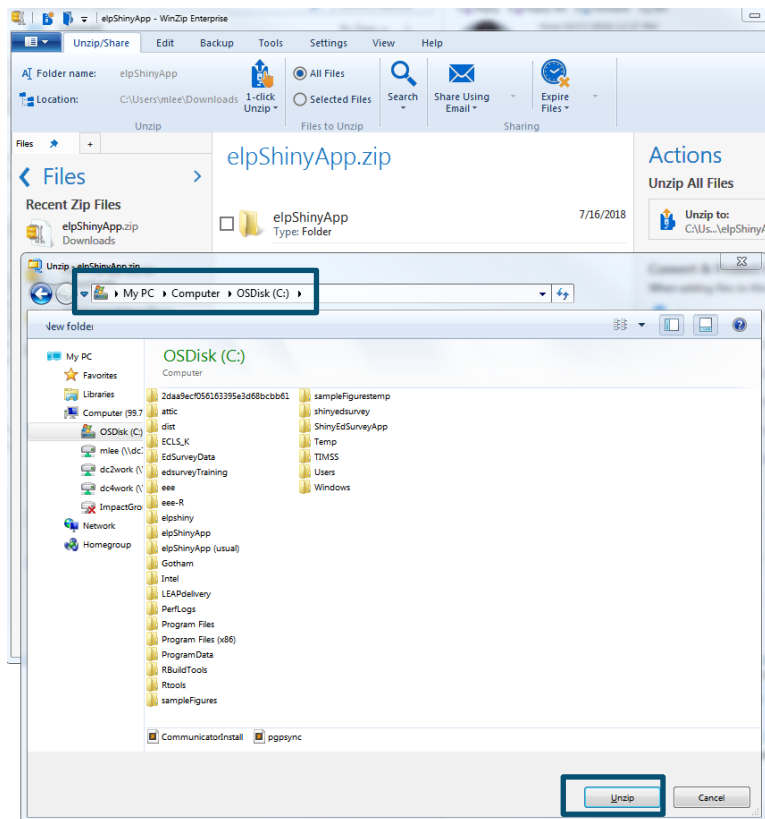 elpShinyApp - WinZip Enterprise
Unzip/Share Edit Backup Tools Settings View Help
Folder name: elpShinyApp
Location: C:\Users\mlee\Downloads
1-click
Unzip
All Files
Selected Files
Search
Share Using
Email
Expire
Files
Unzip
Files to Unzip
Sharing
Files
+
Files
Recent Zip Files
elpShinyApp.zip
Downloads
elpShinyApp.zip
elpShinyApp
Type: Folder
7/16/2018
Actions
Unzip All Files
Unzip to:
C:\Us...\elpShinyA
Unzip - elpShinyApp.zip
My PC Computer OSDisk (C:)
New folder
My PC
Favorites
Libraries
Computer (99.7
OSDisk (C:)
mlee (\\dc.
dc2work (\'
dc4work (\'
ImpactGro
Network
Homegroup
OSDisk (C:)
Computer
2daa9ecf056163395e3d68bcbb61
attic
dist
ECLS_K
EdSurveyData
edsurveyTraining
eee
eee-R
elpshiny
elpShinyApp
elpShinyApp (usual)
Gotham
Intel
LEAPdelivery
PerfLogs
Program Files
Program Files (x86)
ProgramData
RBuildTools
Rtools
sampleFigures
sampleFigurestemp
shinyedsurvey
ShinyEdSurveyApp
Temp
TIMSS
Users
Windows
CommunicatorInstall pgpsync
Unzip Cancel